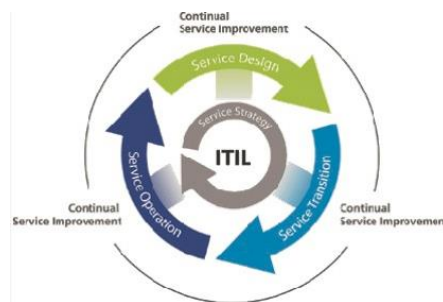 Continual
Service Improvement
Service Design
Service Strategy
ITIL
Service Operation
Service Transition
Continual
Service Improvement
Continual
Service Improvement